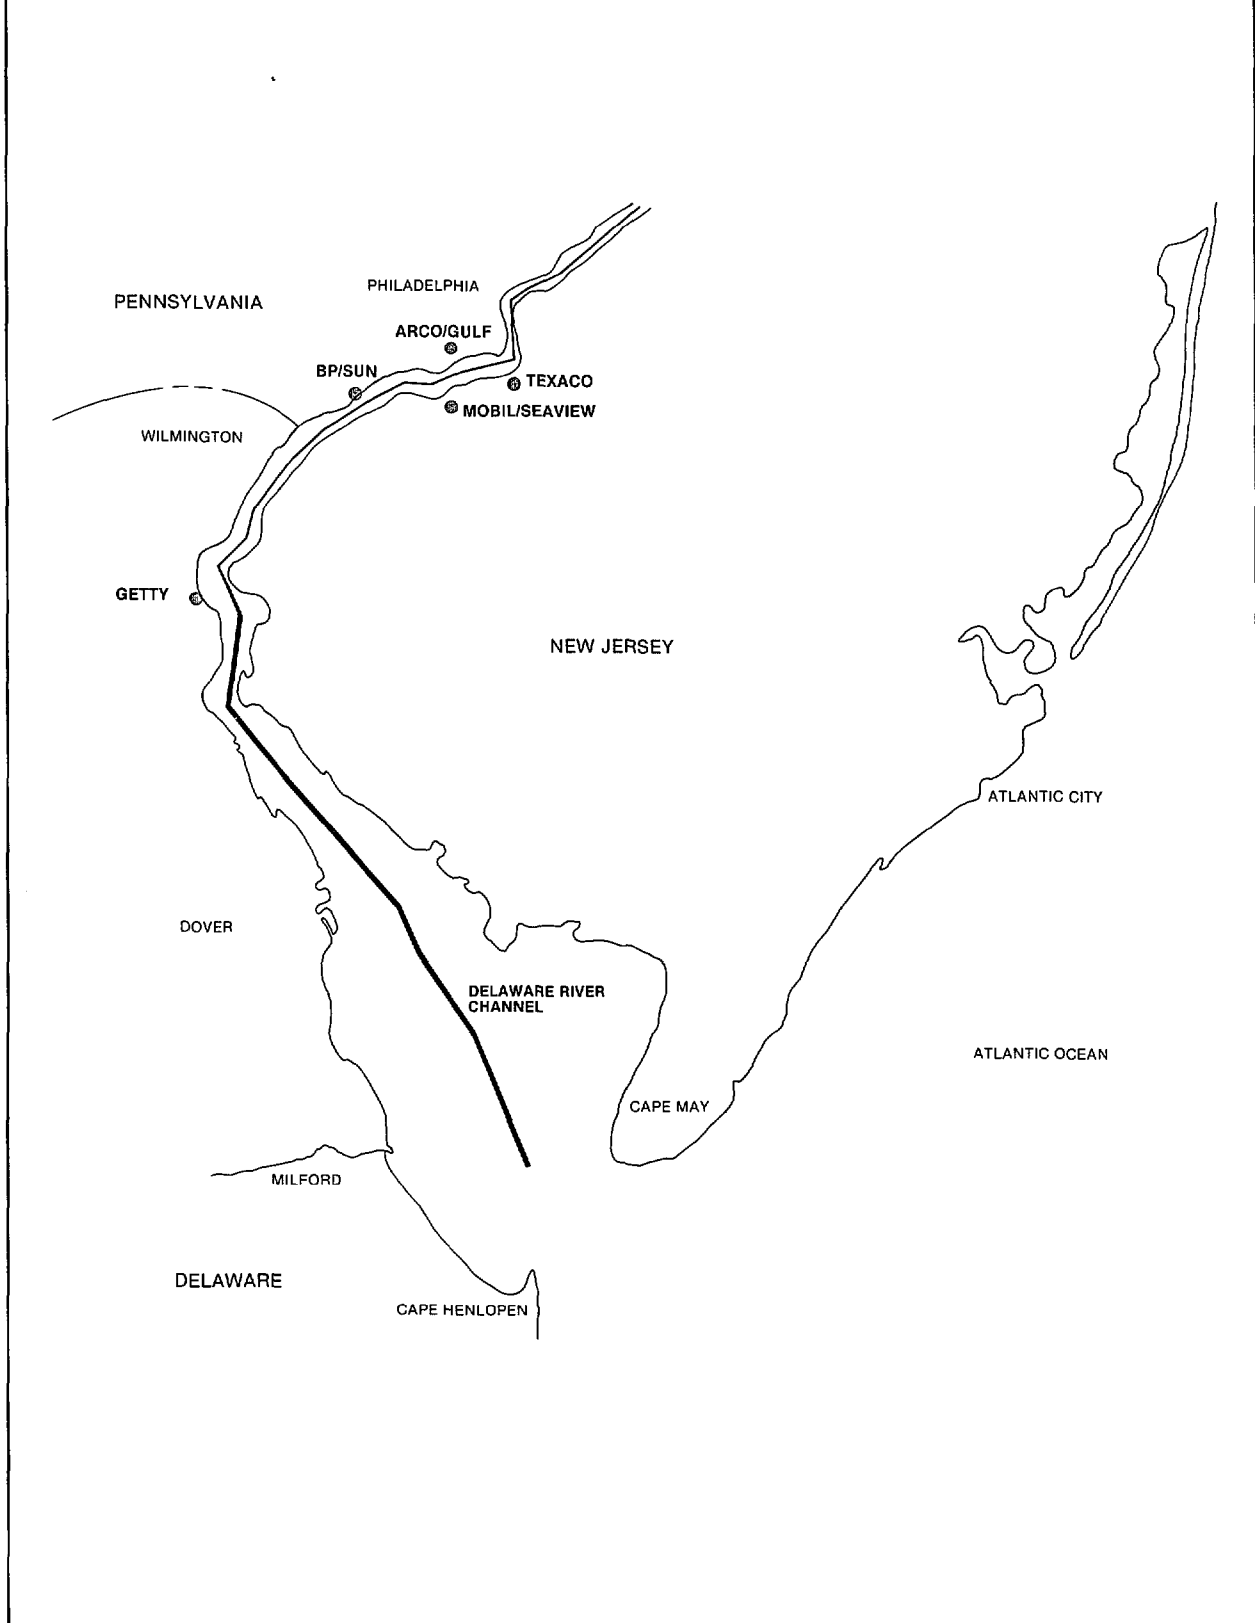 PHILADELPHIA
PENNSYLVANIA
ARCO/GULF
BP/SUN
TEXACO
MOBIL/SEAVIEW
WILMINGTON
GETTY
NEW JERSEY
ATLANTIC CITY
DOVER
DELAWARE RIVER
CHANNEL
ATLANTIC OCEAN
CAPE MAY
MILFORD
DELAWARE
CAPE HENLOPEN